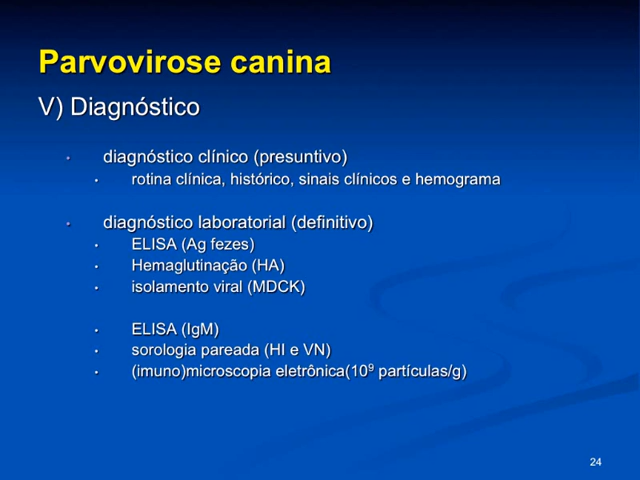 Parvovirose canina
V) Diagnóstico
• diagnóstico clínico (presuntivo)
• rotina clínica, histórico, sinais clínicos e hemograma
• diagnóstico laboratorial (definitivo)
• ELISA (Ag fezes)
• Hemaglutinação (HA)
• isolamento viral (MDCK)
• ELISA (IgM)
• sorologia pareada (HI e VN)
• (imuno)microscopia eletrônica(10⁹ partículas/g)
24